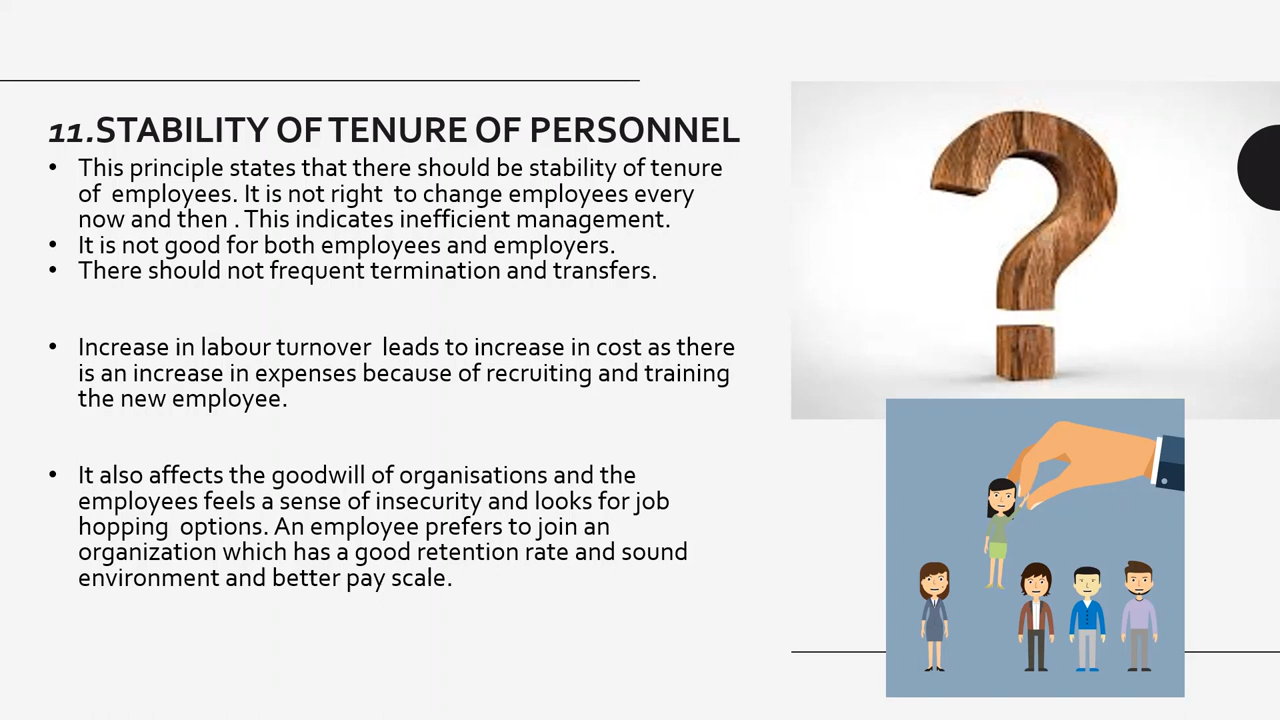 11.STABILITY OF TENURE OF PERSONNEL
• This principle states that there should be stability of tenure
of  employees. It is not right  to change employees every
now and then . This indicates inefficient management.
• It is not good for both employees and employers.
• There should not frequent termination and transfers.
• Increase in labour turnover  leads to increase in cost as there
is an increase in expenses because of recruiting and training
the new employee.
• It also affects the goodwill of organisations and the
employees feels a sense of insecurity and looks for job
hopping  options. An employee prefers to join an
organization which has a good retention rate and sound
environment and better pay scale.